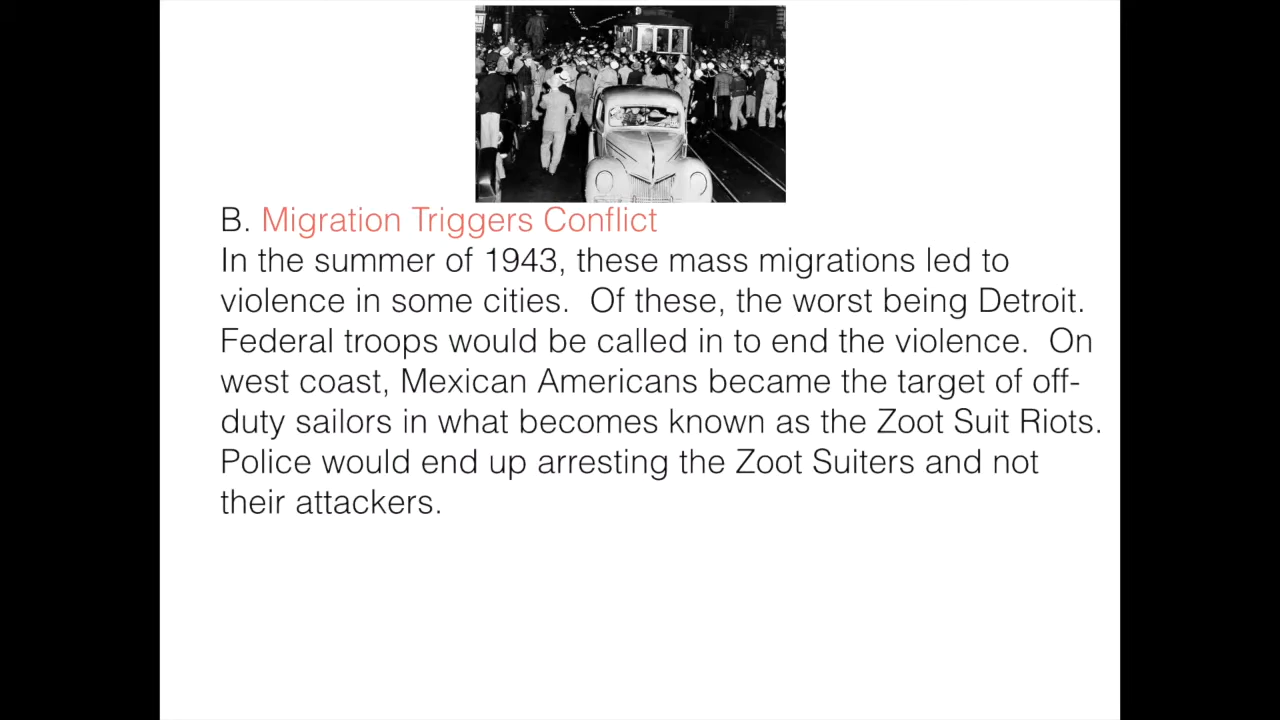 B. Migration Triggers Conflict
In the summer of 1943, these mass migrations led to
violence in some cities.  Of these, the worst being Detroit.
Federal troops would be called in to end the violence.  On
west coast, Mexican Americans became the target of off-
duty sailors in what becomes known as the Zoot Suit Riots.
Police would end up arresting the Zoot Suiters and not
their attackers.